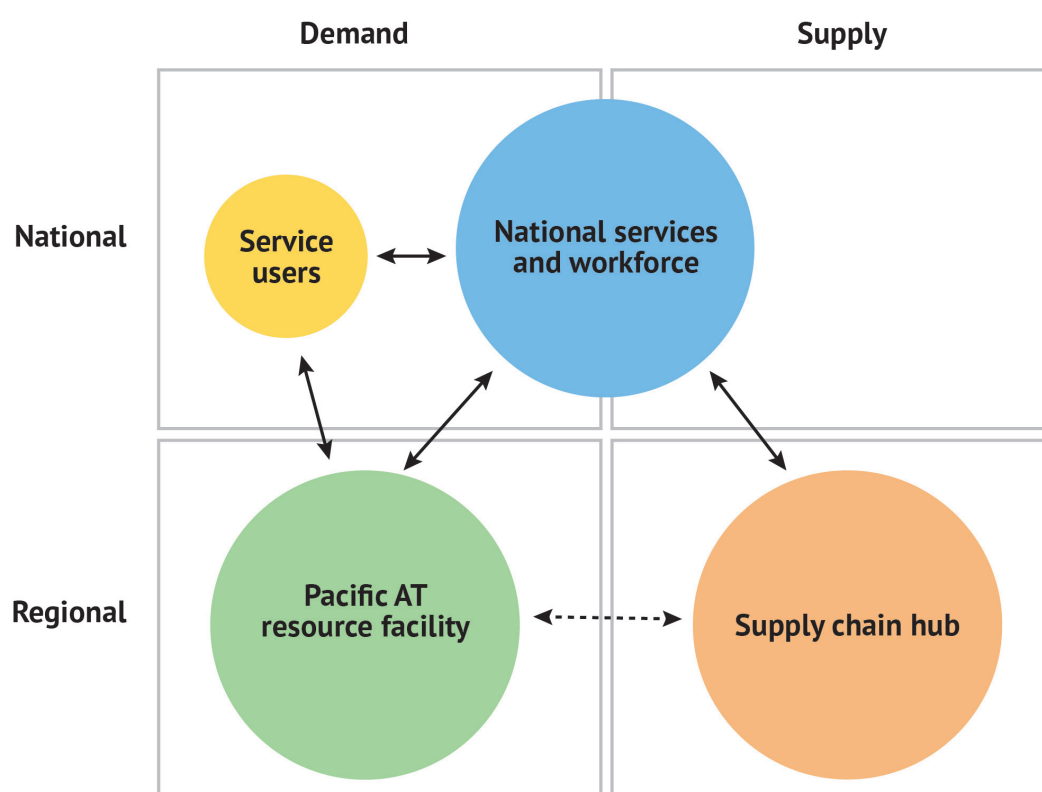 Demand
Supply
National
Service
users
National services
and workforce
Regional
Pacific AT
resource facility
Supply chain hub